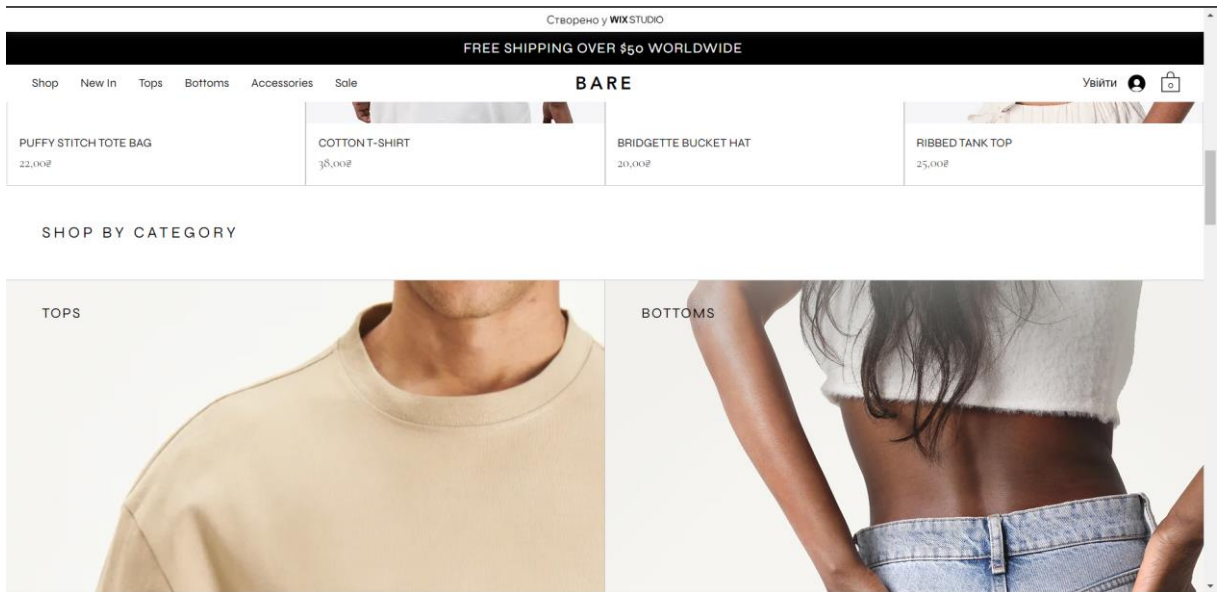 Створено у WIX STUDIO
FREE SHIPPING OVER $50 WORLDWIDE
Shop New In Tops Bottoms Accessories Sale BARE Увійти 0
PUFFY STITCH TOTE BAG COTTON T-SHIRT BRIDGETTE BUCKET HAT RIBBED TANK TOP
22,00₴ 38,00₴ 20,00₴ 25,00₴
SHOP BY CATEGORY
TOPS BOTTOMS